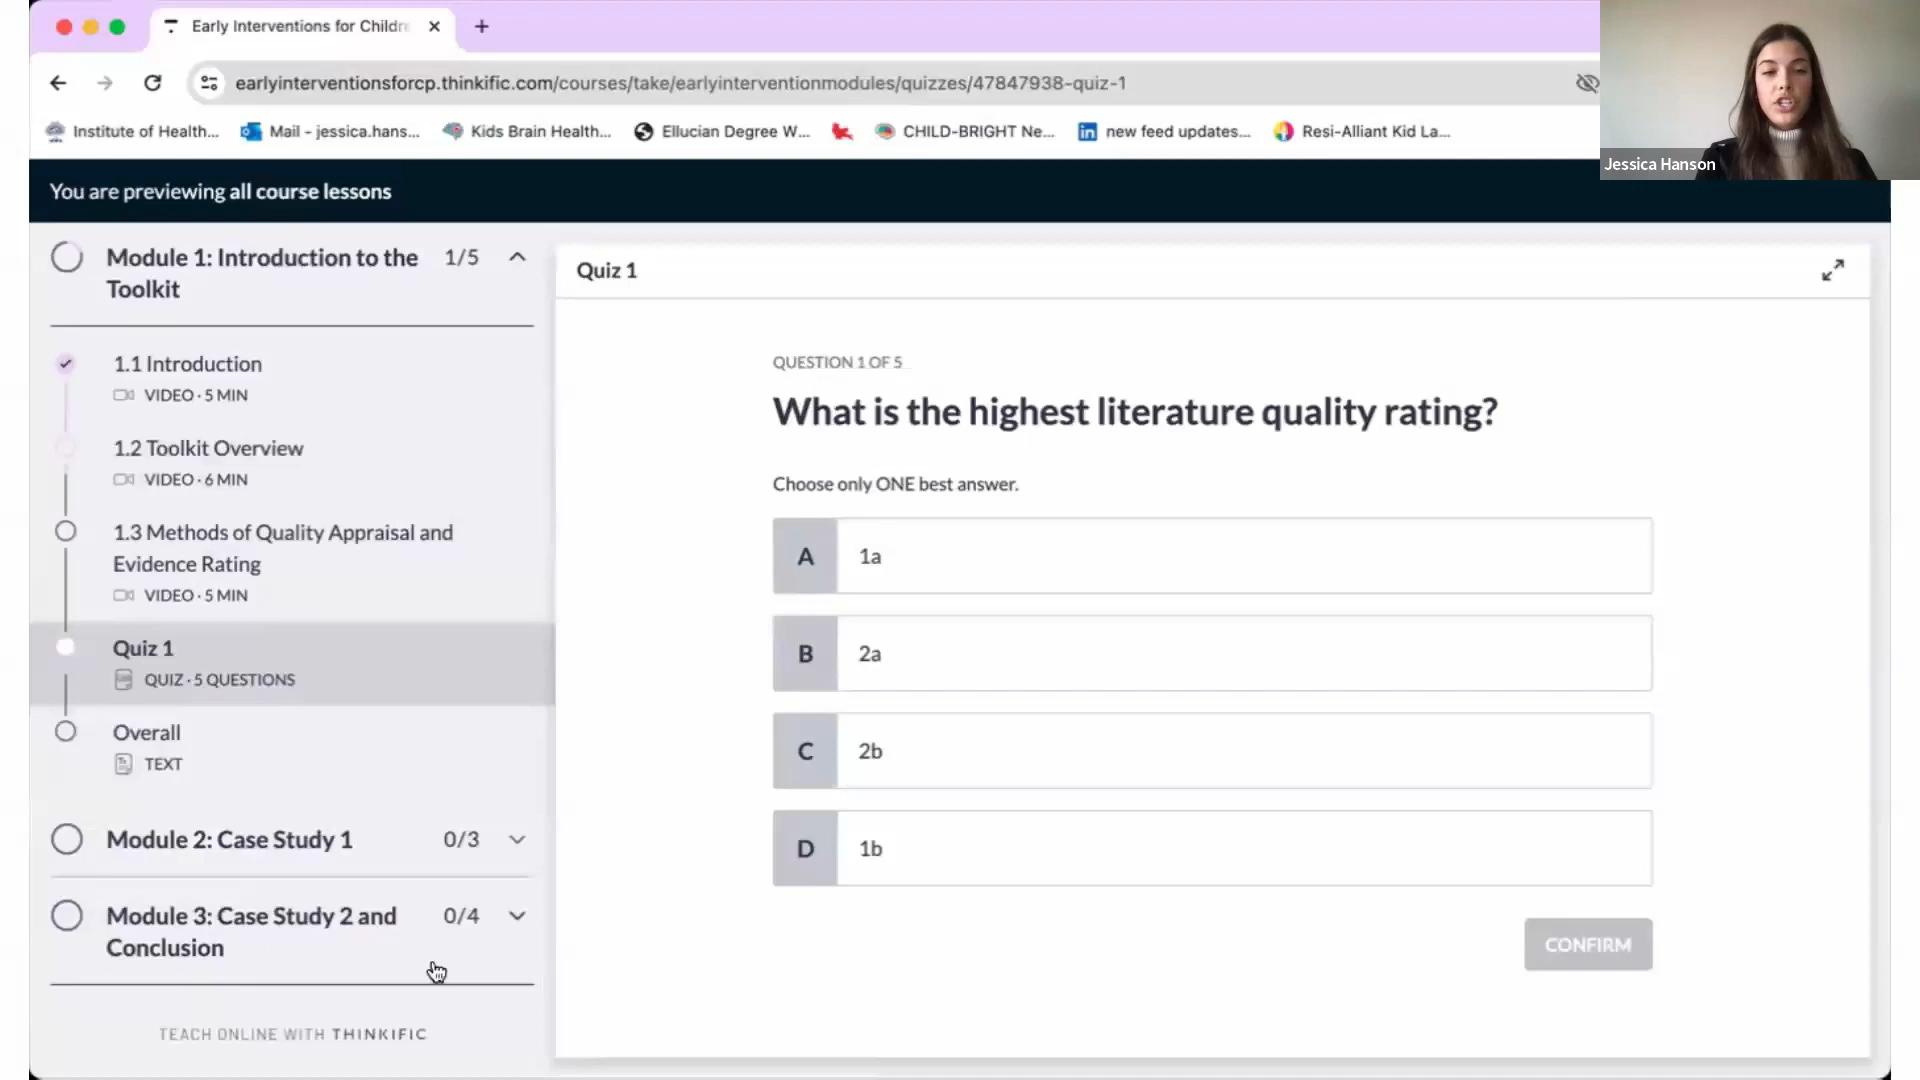 Early Interventions for Childre
earlyinterventionsforcp.thinkific.com/courses/take/earlyinterventionmodules/quizzes/47847938-quiz-1
Institute of Health...
Mail - jessica.hans...
Kids Brain Health...
Ellucian Degree W...
CHILD-BRIGHT Ne...
in
new feed updates...
Resi-Alliant Kid La...
Jessica Hanson
You are previewing all course lessons
Module 1: Introduction to the
Toolkit
1/5
1.1 Introduction
VIDEO · 5 MIN
1.2 Toolkit Overview
VIDEO · 6 MIN
1.3 Methods of Quality Appraisal and
Evidence Rating
VIDEO · 5 MIN
Quiz 1
QUIZ · 5 QUESTIONS
Overall
TEXT
Module 2: Case Study 1
0/3
Module 3: Case Study 2 and
Conclusion
0/4
TEACH ONLINE WITH THINKIFIC
Quiz 1
QUESTION 1 OF 5
What is the highest literature quality rating?
Choose only ONE best answer.
A 1a
B 2a
C 2b
D 1b
CONFIRM